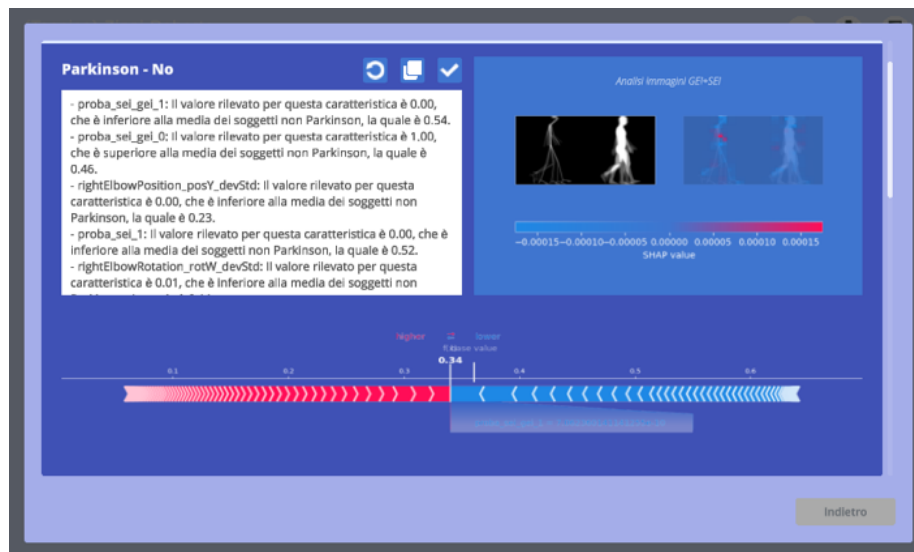 Parkinson - No
- proba_sei_gei_1: Il valore rilevato per questa caratteristica è 0.00,
che è inferiore alla media dei soggetti non Parkinson, la quale è 0.54.
- proba_sei_gei_0: Il valore rilevato per questa caratteristica è 1.00,
che è superiore alla media dei soggetti non Parkinson, la quale è
0.46.
- rightElbowPosition_posY_devStd: Il valore rilevato per questa
caratteristica è 0.00, che è inferiore alla media dei soggetti non
Parkinson, la quale è 0.23.
- proba_sei_1: Il valore rilevato per questa caratteristica è 0.00, che è
inferiore alla media dei soggetti non Parkinson, la quale è 0.52.
- rightElbowRotation_rotW_devStd: Il valore rilevato per questa
caratteristica è 0.01, che è inferiore alla media dei soggetti non
Analisi immagini GEI+SEI
-0.00015 -0.00010 -0.00005 0.00000 0.00005 0.00010 0.00015
SHAP value
higher lower
base value
0.34
0.1 0.2 0.3 0.4 0.5 0.6
Indietro